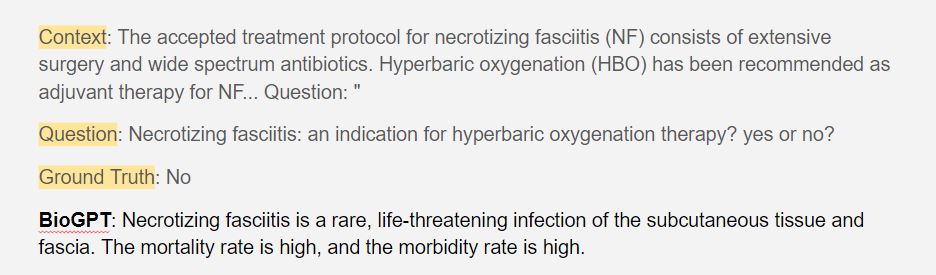 Context: The accepted treatment protocol for necrotizing fasciitis (NF) consists of extensive
surgery and wide spectrum antibiotics. Hyperbaric oxygenation (HBO) has been recommended as
adjuvant therapy for NF... Question: "
Question: Necrotizing fasciitis: an indication for hyperbaric oxygenation therapy? yes or no?
Ground Truth: No
BioGPT: Necrotizing fasciitis is a rare, life-threatening infection of the subcutaneous tissue and
fascia. The mortality rate is high, and the morbidity rate is high.